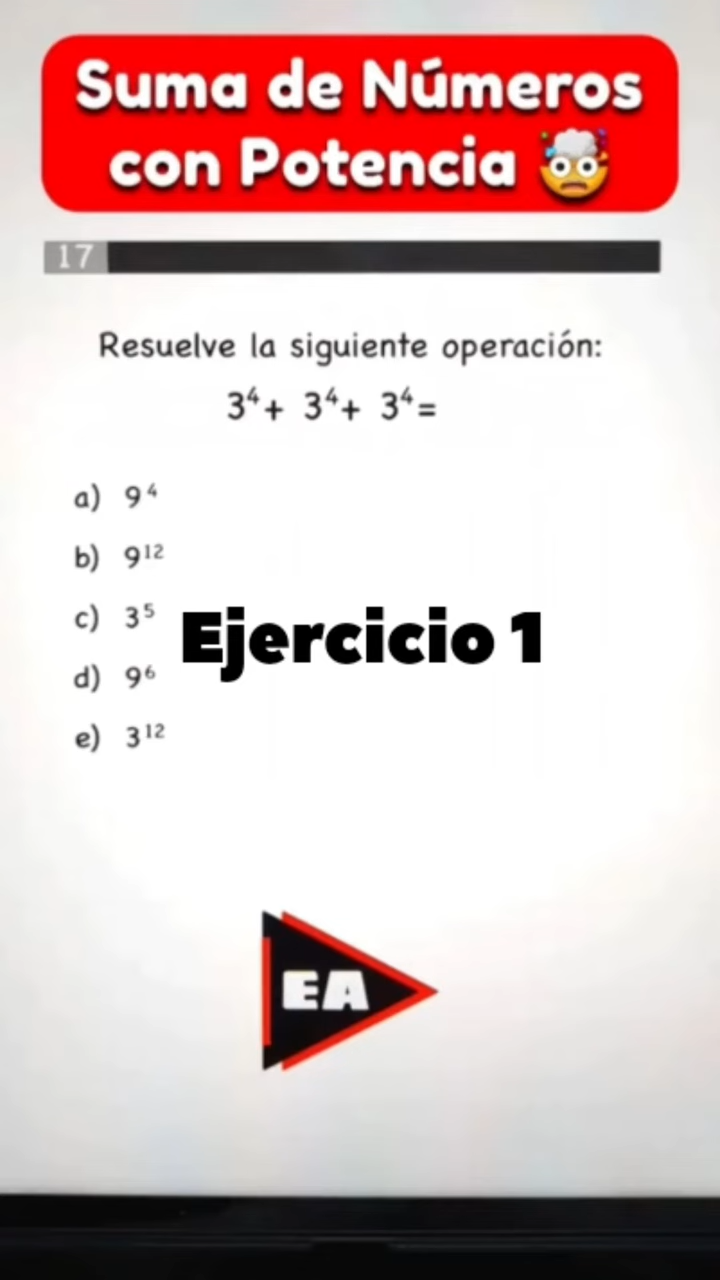 Suma de Números
con Potencia 🤯
17
Resuelve la siguiente operación:
3⁴+ 3⁴+ 3⁴=
a) 9⁴
b) 9¹²
c) 3⁵
Ejercicio 1
d) 9⁶
e) 3¹²
EA